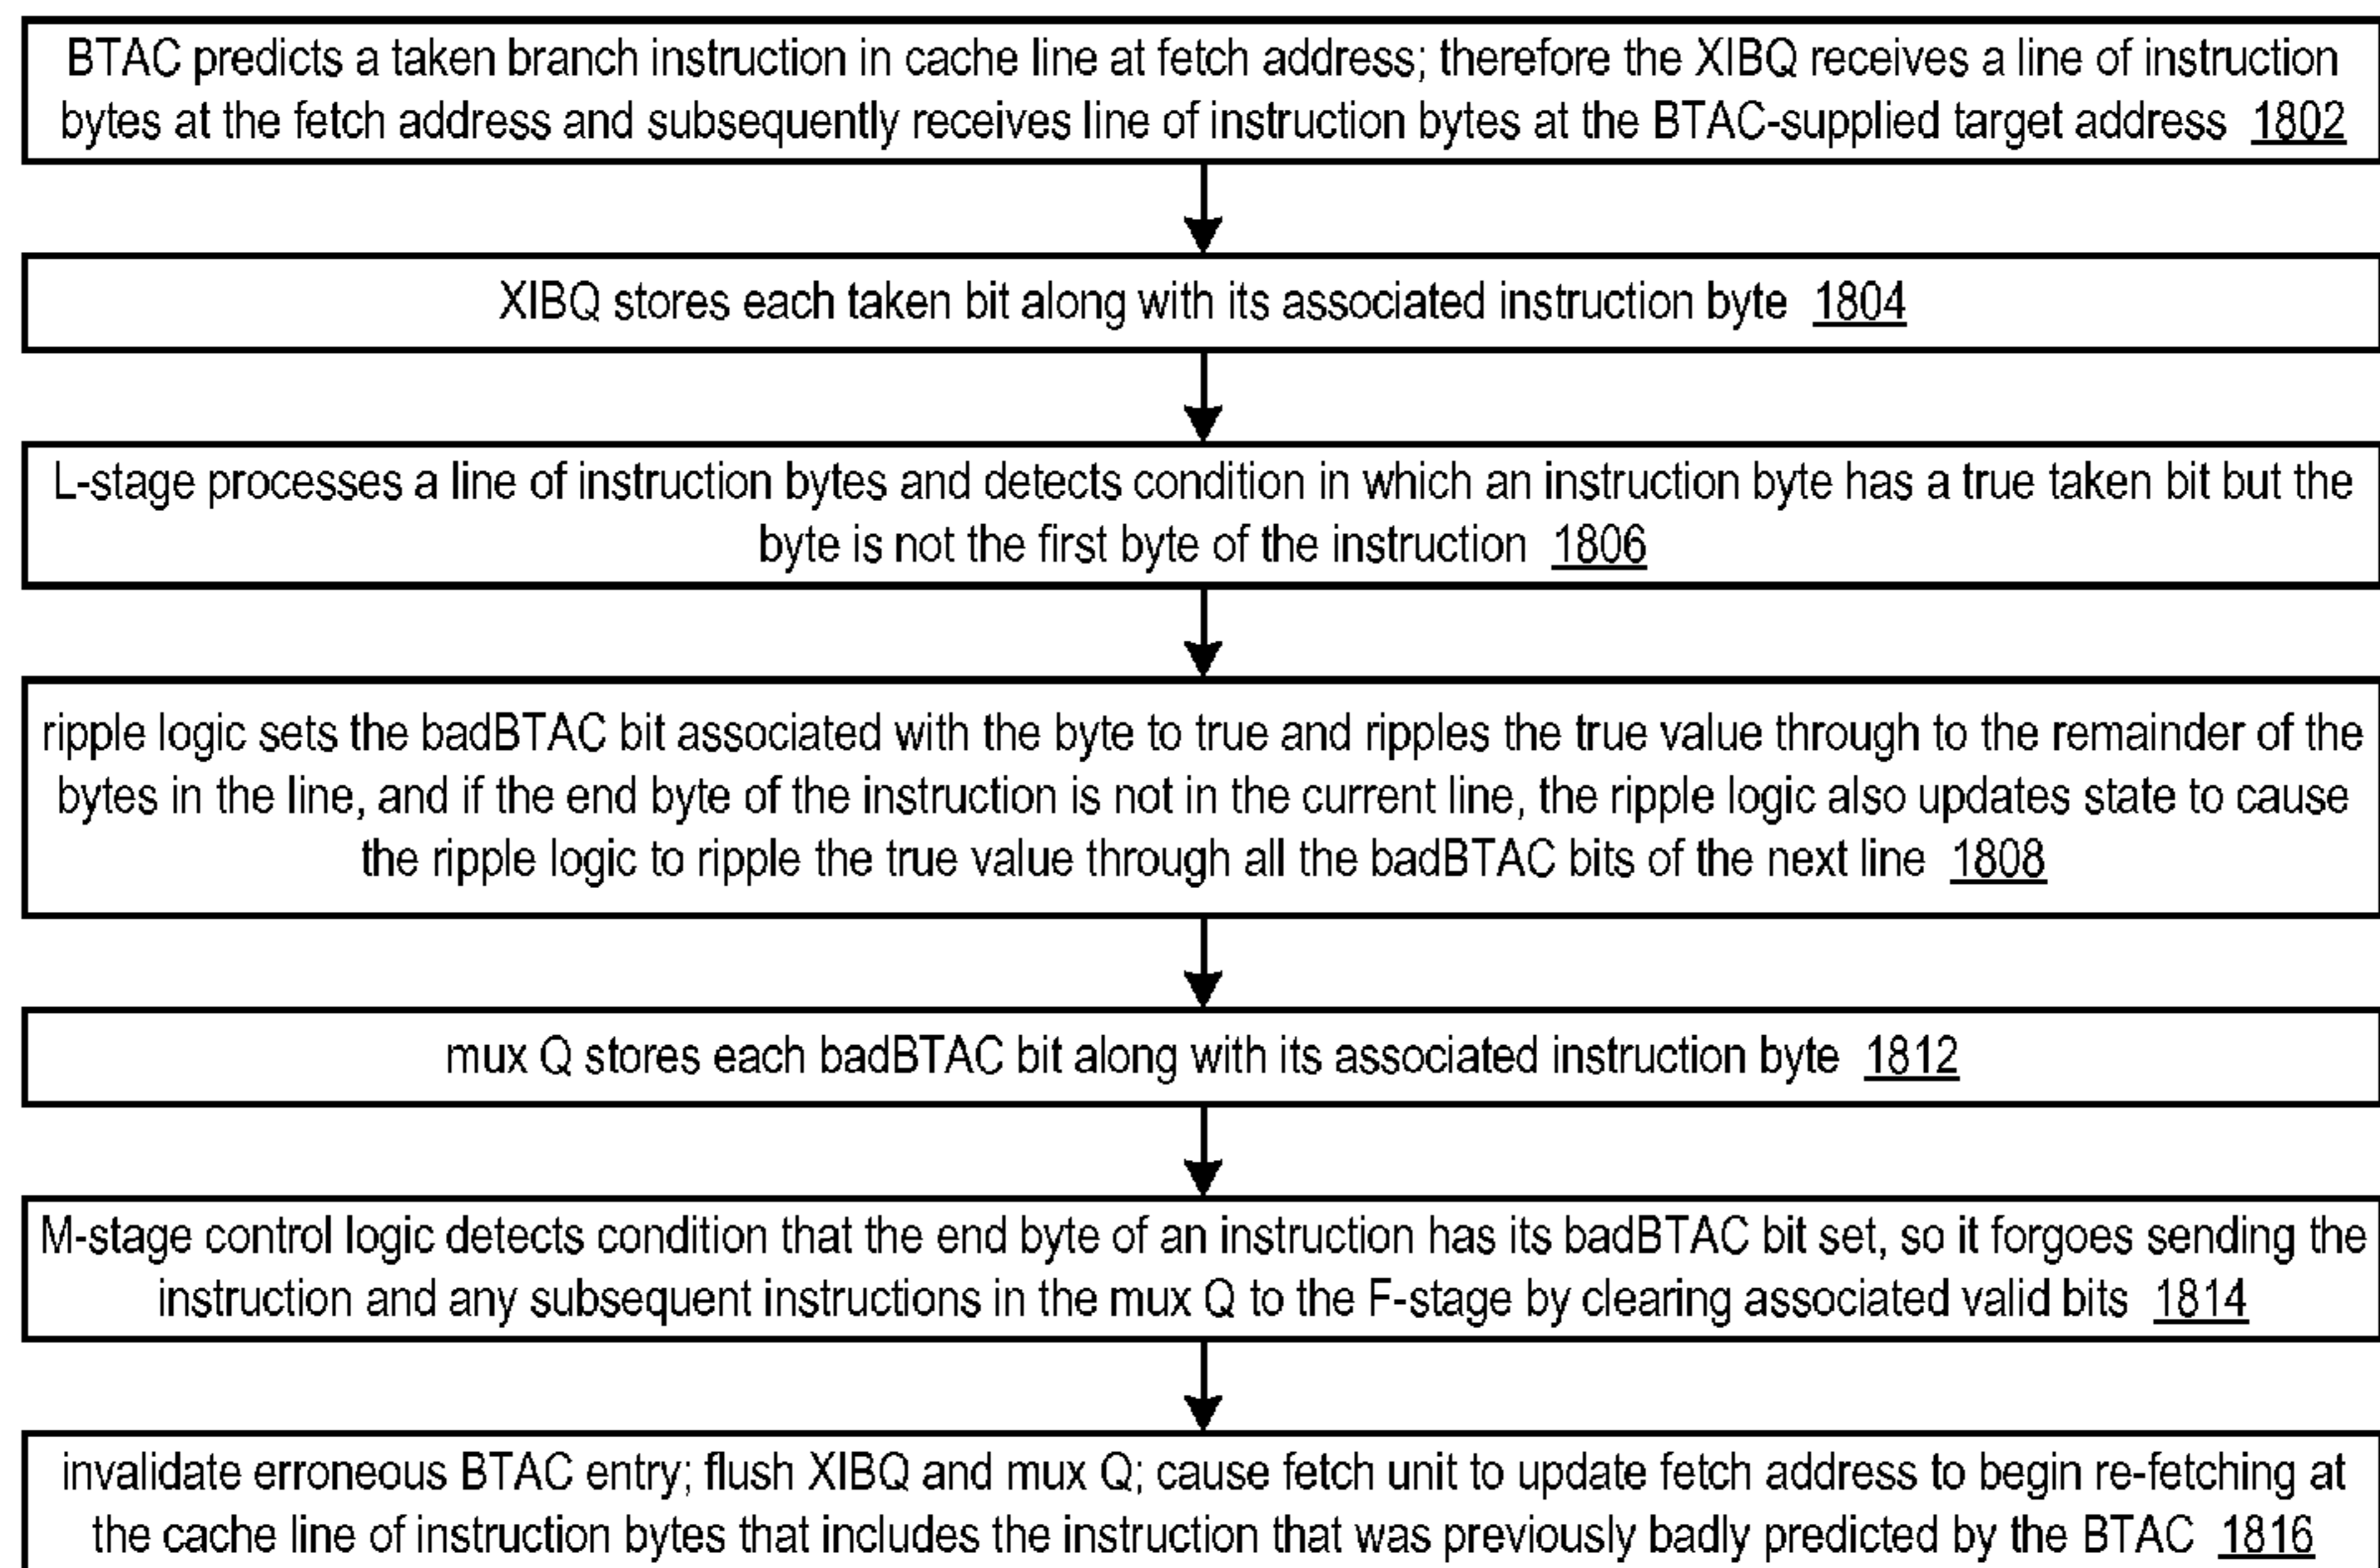 BTAC predicts a taken branch instruction in cache line at fetch address; therefore the XIBQ receives a line of instruction
bytes at the fetch address and subsequently receives line of instruction bytes at the BTAC-supplied target address 1802
XIBQ stores each taken bit along with its associated instruction byte 1804
L-stage processes a line of instruction bytes and detects condition in which an instruction byte has a true taken bit but the
byte is not the first byte of the instruction 1806
ripple logic sets the badBTAC bit associated with the byte to true and ripples the true value through to the remainder of the
bytes in the line, and if the end byte of the instruction is not in the current line, the ripple logic also updates state to cause
the ripple logic to ripple the true value through all the badBTAC bits of the next line 1808
mux Q stores each badBTAC bit along with its associated instruction byte 1812
M-stage control logic detects condition that the end byte of an instruction has its badBTAC bit set, so it forgoes sending the
instruction and any subsequent instructions in the mux Q to the F-stage by clearing associated valid bits 1814
invalidate erroneous BTAC entry; flush XIBQ and mux Q; cause fetch unit to update fetch address to begin re-fetching at
the cache line of instruction bytes that includes the instruction that was previously badly predicted by the BTAC 1816